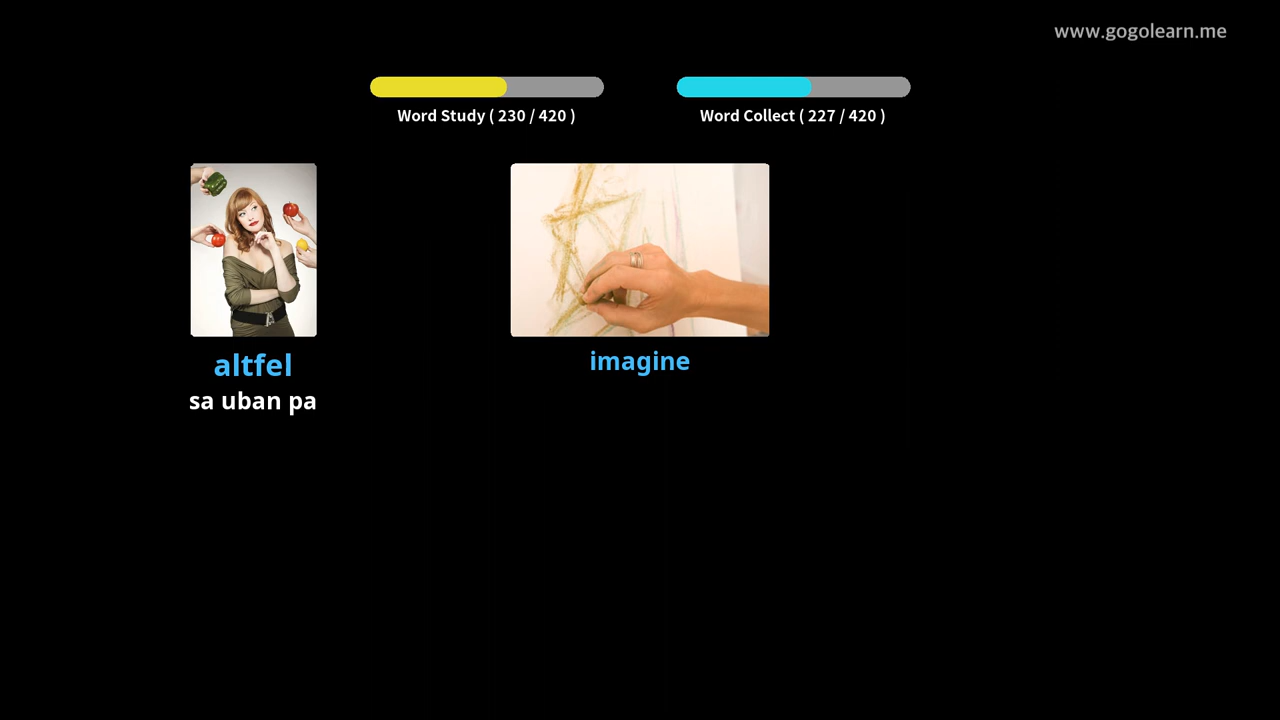 www.gogolearn.me
Word Study ( 230 / 420 )
Word Collect ( 227 / 420 )
altfel
sa uban pa
imagine